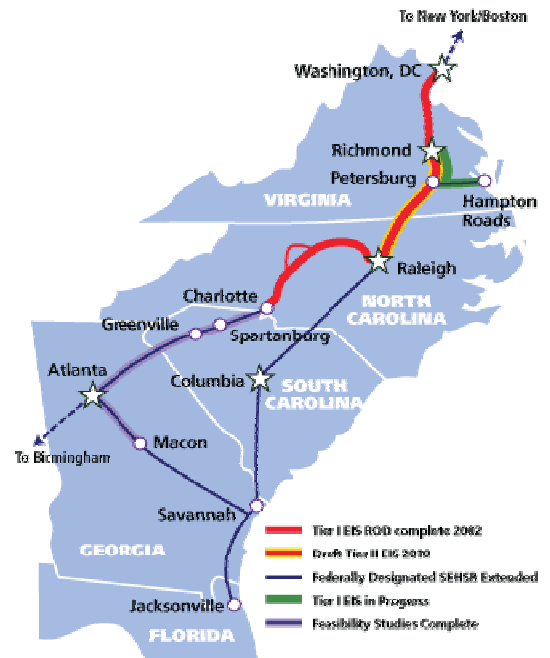 To New York/Boston
Washington, DC
Richmond
Petersburg
VIRGINIA
Hampton
Roads
Raleigh
Charlotte
NORTH
CAROLINA
Greenville
Spartanburg
Atlanta
Columbia
SOUTH
CAROLINA
Macon
To Birmingham
Savannah
GEORGIA
Jacksonville
FLORIDA
Tier I EIS ROD complete 2002
Draft Tier II EIS 2010
Federally Designated SEHSR Extended
Tier I EIS in Progress
Feasibility Studies Complete